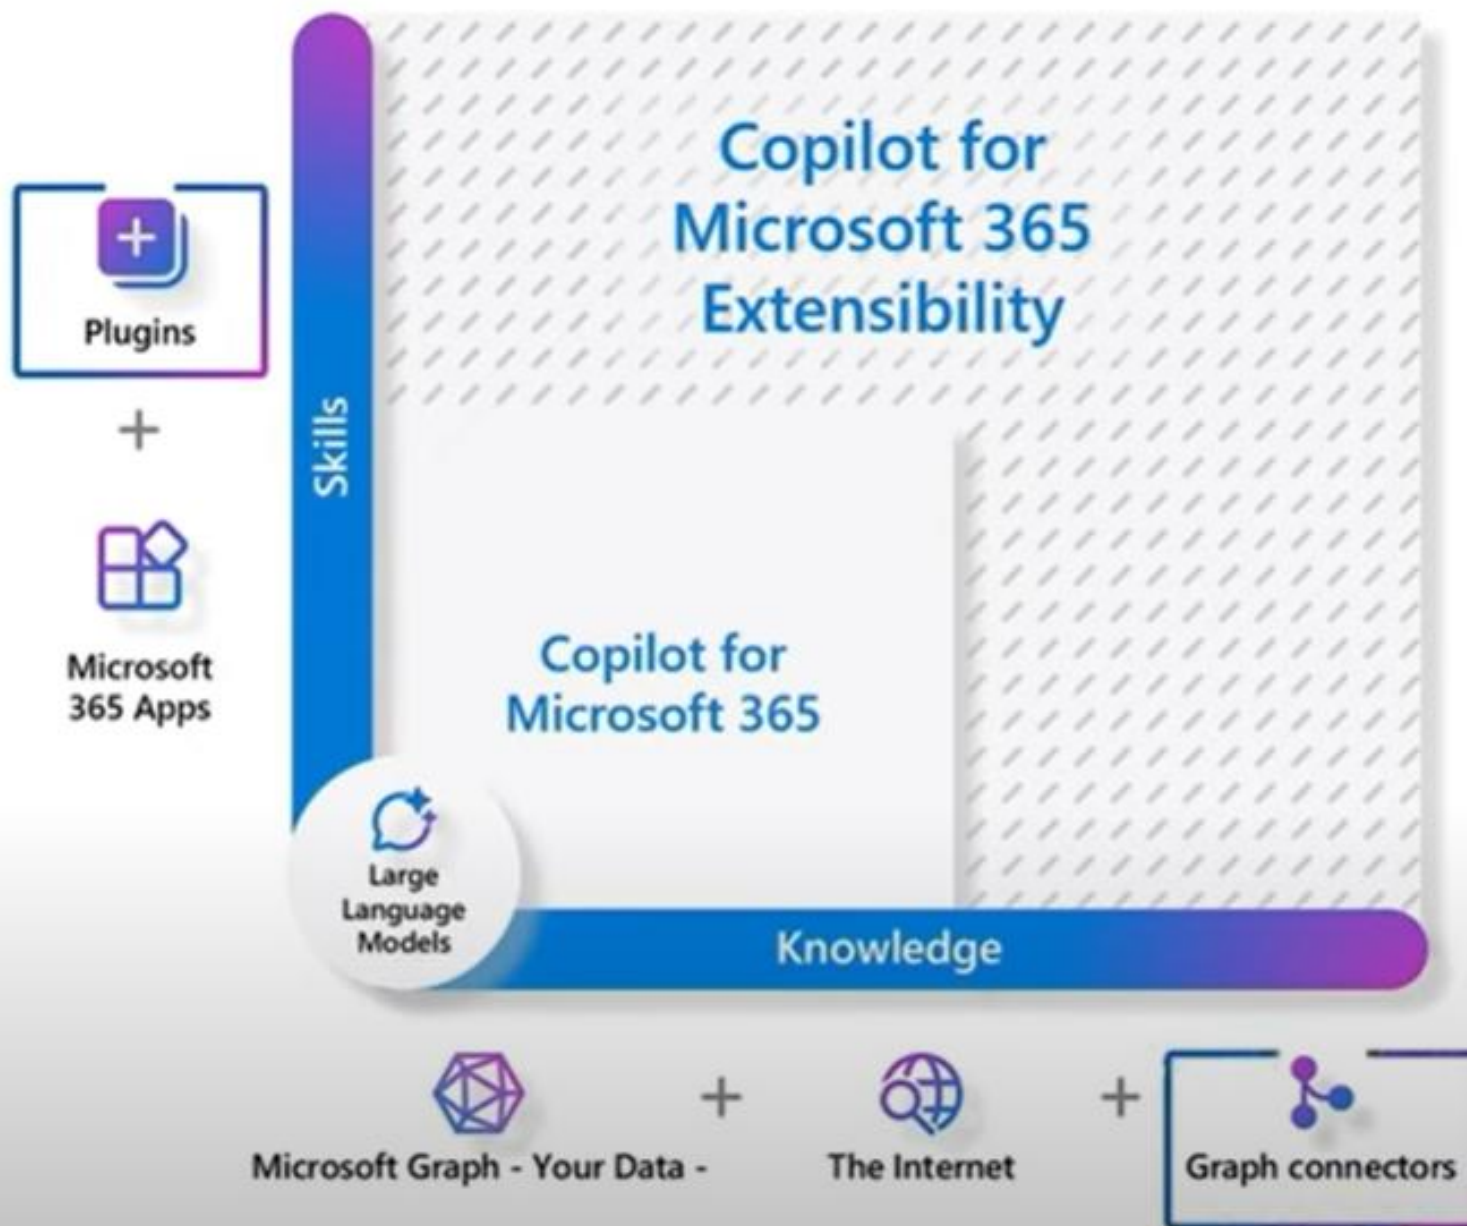 Copilot for
Microsoft 365
Extensibility
Plugins
+
Skills
Microsoft
365 Apps
Copilot for
Microsoft 365
Large
Language
Models
Knowledge
+
+
Microsoft Graph - Your Data -
The Internet
Graph connectors